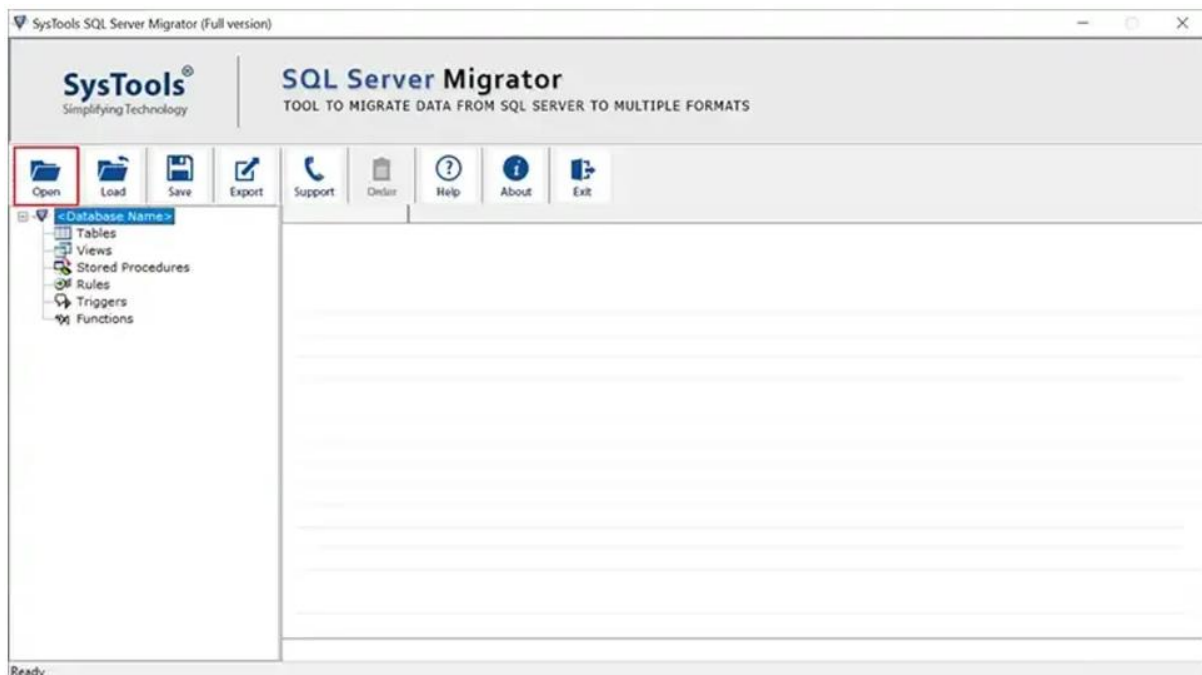 SysTools SQL Server Migrator (Full version)
SysTools®
Simplifying Technology
SQL Server Migrator
TOOL TO MIGRATE DATA FROM SQL SERVER TO MULTIPLE FORMATS
Open Load Save Export Support Order Help About Exit
<Database Name>
Tables
Views
Stored Procedures
Rules
Triggers
Functions
Ready